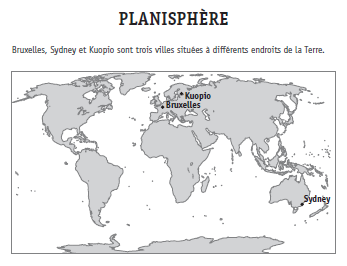 PLANISPHÈRE
Bruxelles, Sydney et Kuopio sont trois villes situées à différents endroits de la Terre.
Kuopio
Bruxelles
Sydney